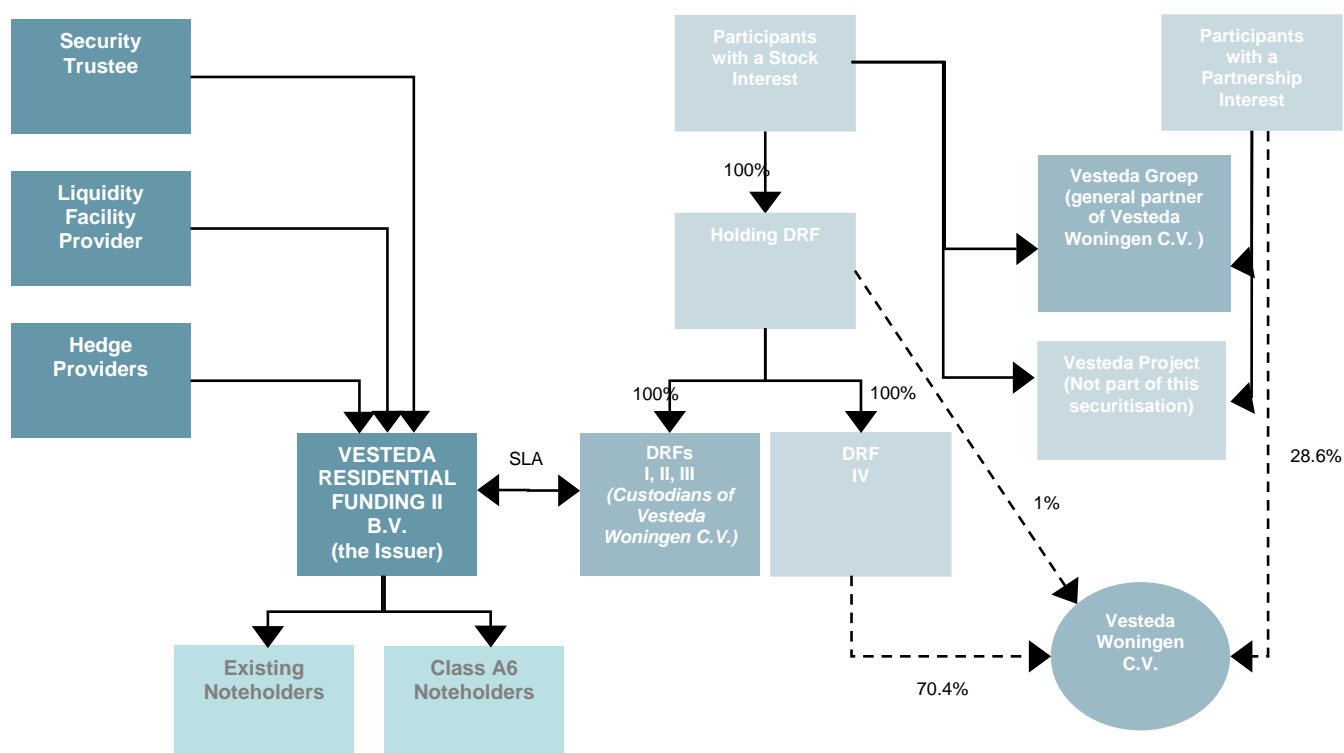 Security
Trustee
Participants
with a Stock
Interest
Participants
with a
Partnership
Interest
100%
Liquidity
Facility
Provider
Vesteda Groep
(general partner
of Vesteda
Woningen C.V. )
Holding DRF
Hedge
Providers
Vesteda Project
(Not part of this
securitisation)
100%
100%
VESTEDA
RESIDENTIAL
FUNDING II
B.V.
(the Issuer)
SLA
DRFs
I, II, III
(Custodians of
Vesteda
Woningen C.V.)
DRF
IV
28.6%
1%
Vesteda
Woningen
C.V.
Existing
Noteholders
Class A6
Noteholders
70.4%